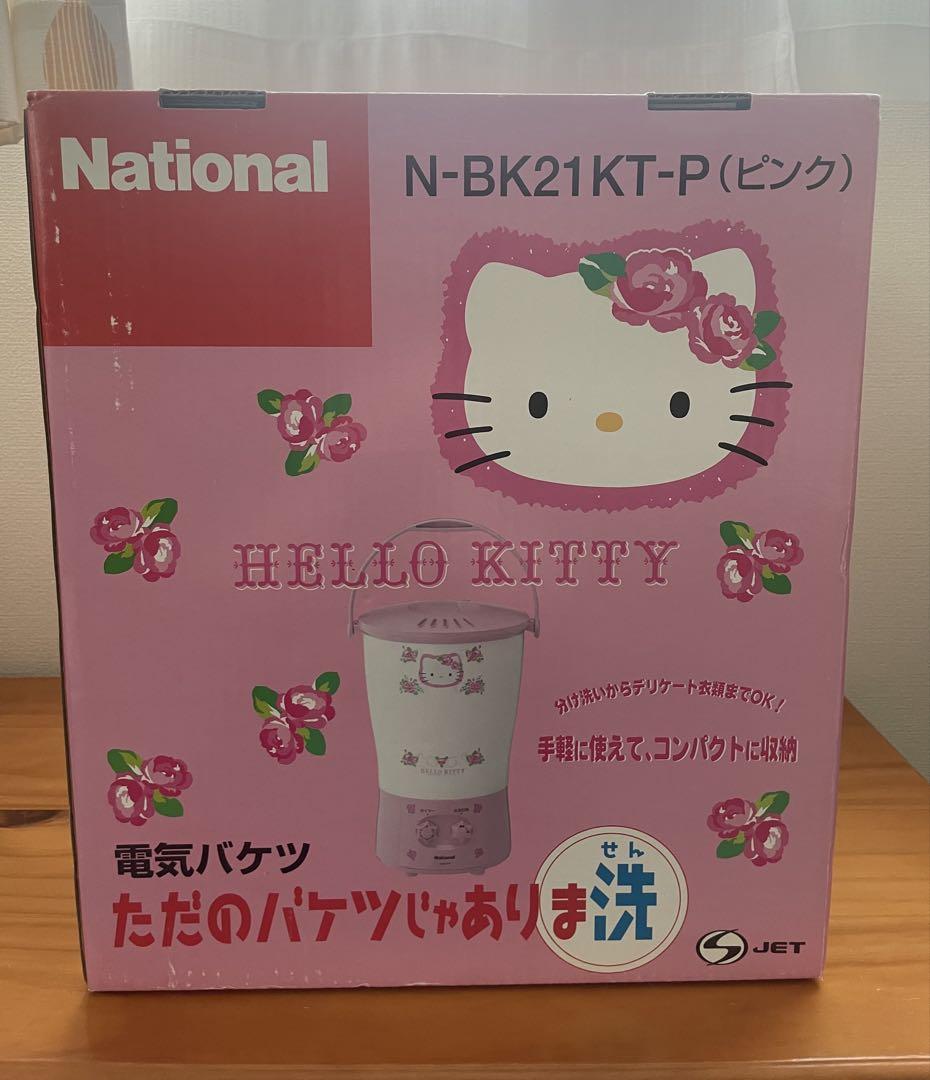 National
N-BK21KT-P(ピンク)
HELLO KITTY
HELLO KITTY
National
分け洗いからデリケート衣類までOK!
手軽に使えて、コンパクトに収納
電気バケツ
せん
ただのバケツじゃありま洗
S JET